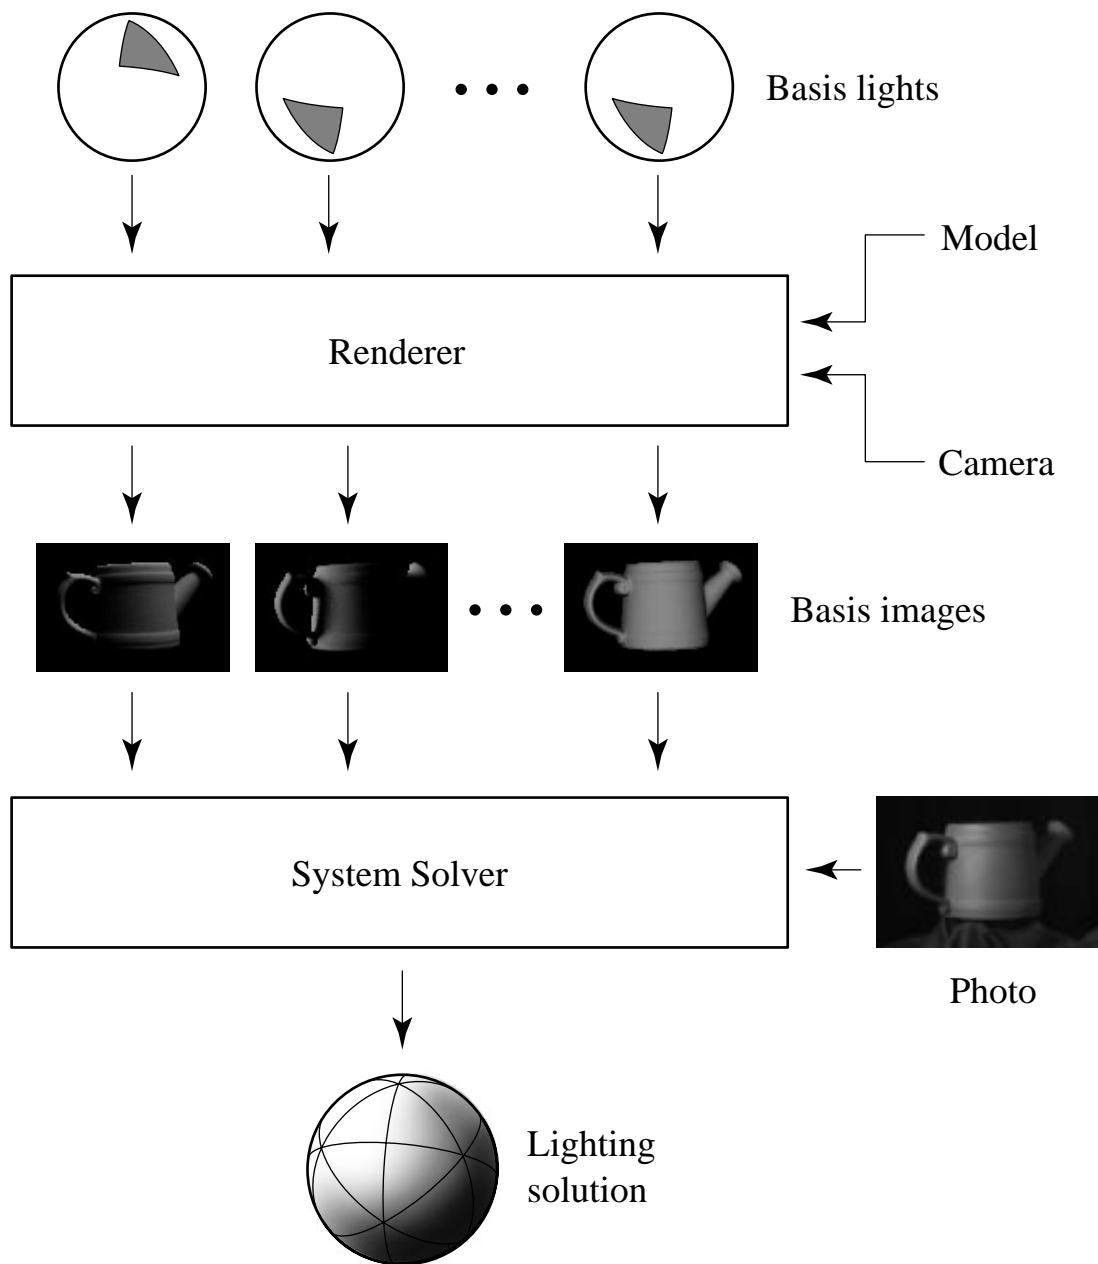 Basis lights
Model
Renderer
Camera
Basis images
System Solver
Photo
Lighting
solution